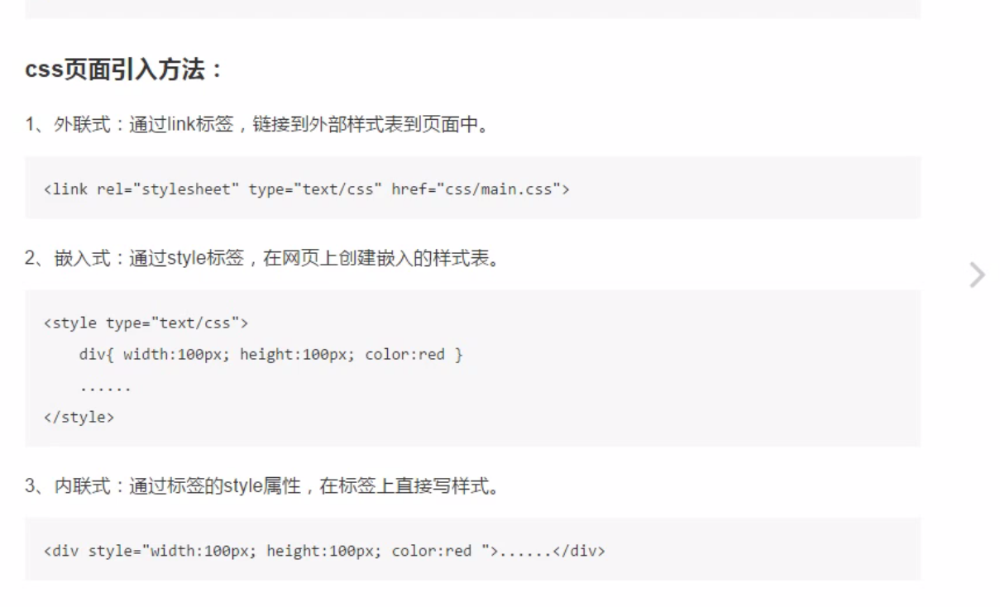 css页面引入方法：
1、外联式：通过link标签，链接到外部样式表到页面中。
<link rel="stylesheet" type="text/css" href="css/main.css">
2、嵌入式：通过style标签，在网页上创建嵌入的样式表。
<style type="text/css">
    div{ width:100px; height:100px; color:red }
    ......
</style>
3、内联式：通过标签的style属性，在标签上直接写样式。
<div style="width:100px; height:100px; color:red ">......</div>